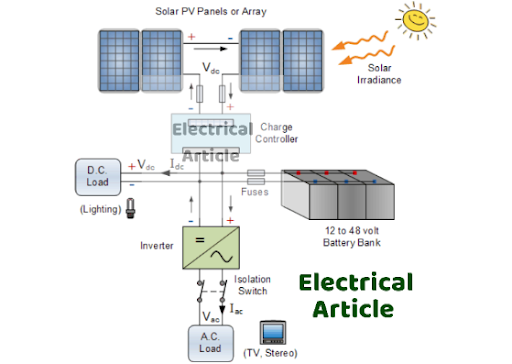 Solar PV Panels or Array
+ -
Vdc
Solar
Irradiance
- +
Electrical
Article
Charge
Controller
D.C.
Load
+ Vdc Idc
-
Fuses
(Lighting)
12 to 48 volt
Battery Bank
- +
Inverter
= ~
Isolation
Switch
Electrical
Article
Vac Iac
A.C.
Load
(TV, Stereo)